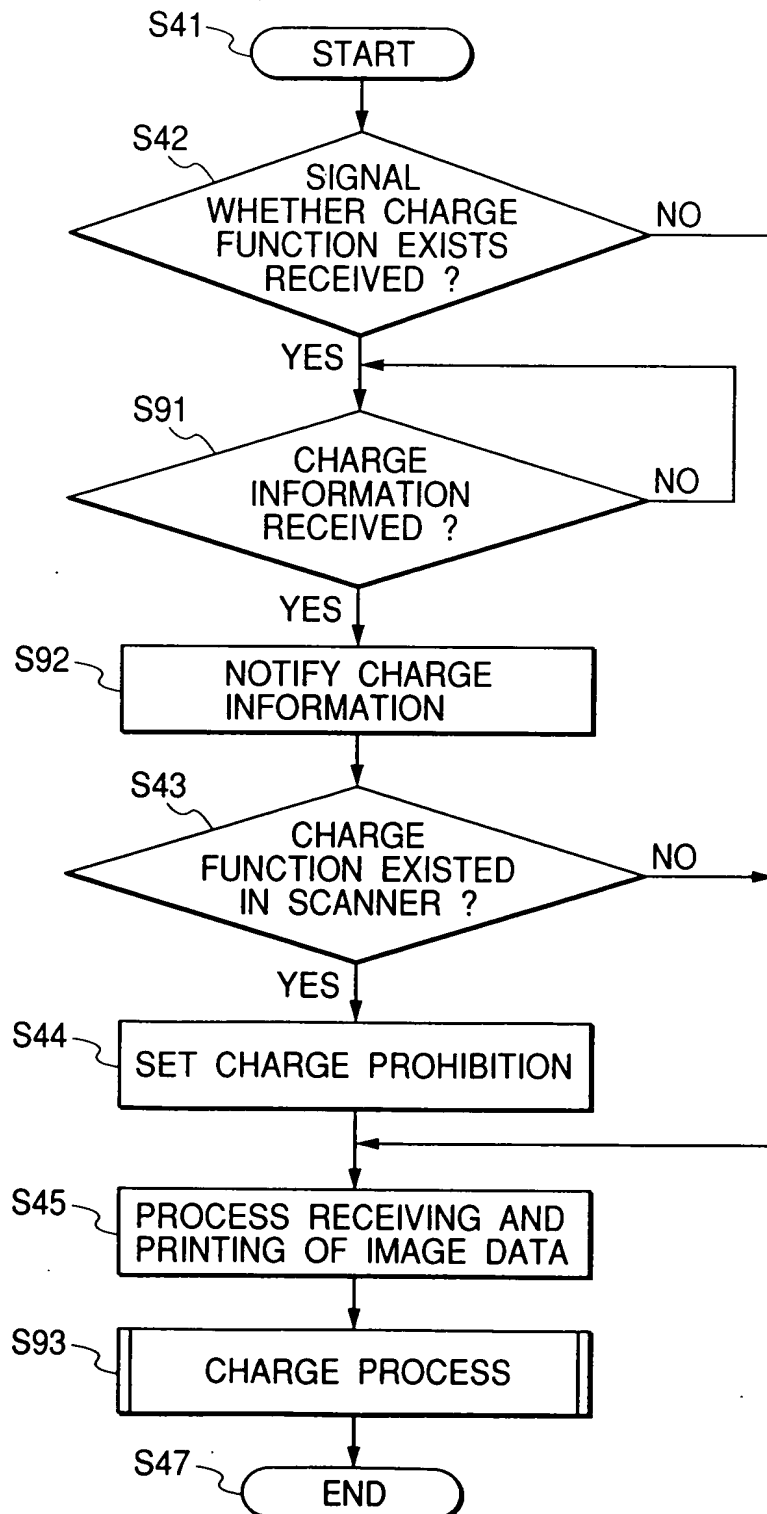 S41
START
S42
SIGNAL
WHETHER CHARGE
FUNCTION EXISTS
RECEIVED ?
NO
YES
S91
CHARGE
INFORMATION
RECEIVED ?
NO
YES
S92
NOTIFY CHARGE
INFORMATION
S43
CHARGE
FUNCTION EXISTED
IN SCANNER ?
NO
YES
S44
SET CHARGE PROHIBITION
S45
PROCESS RECEIVING AND
PRINTING OF IMAGE DATA
S93
CHARGE PROCESS
S47
END